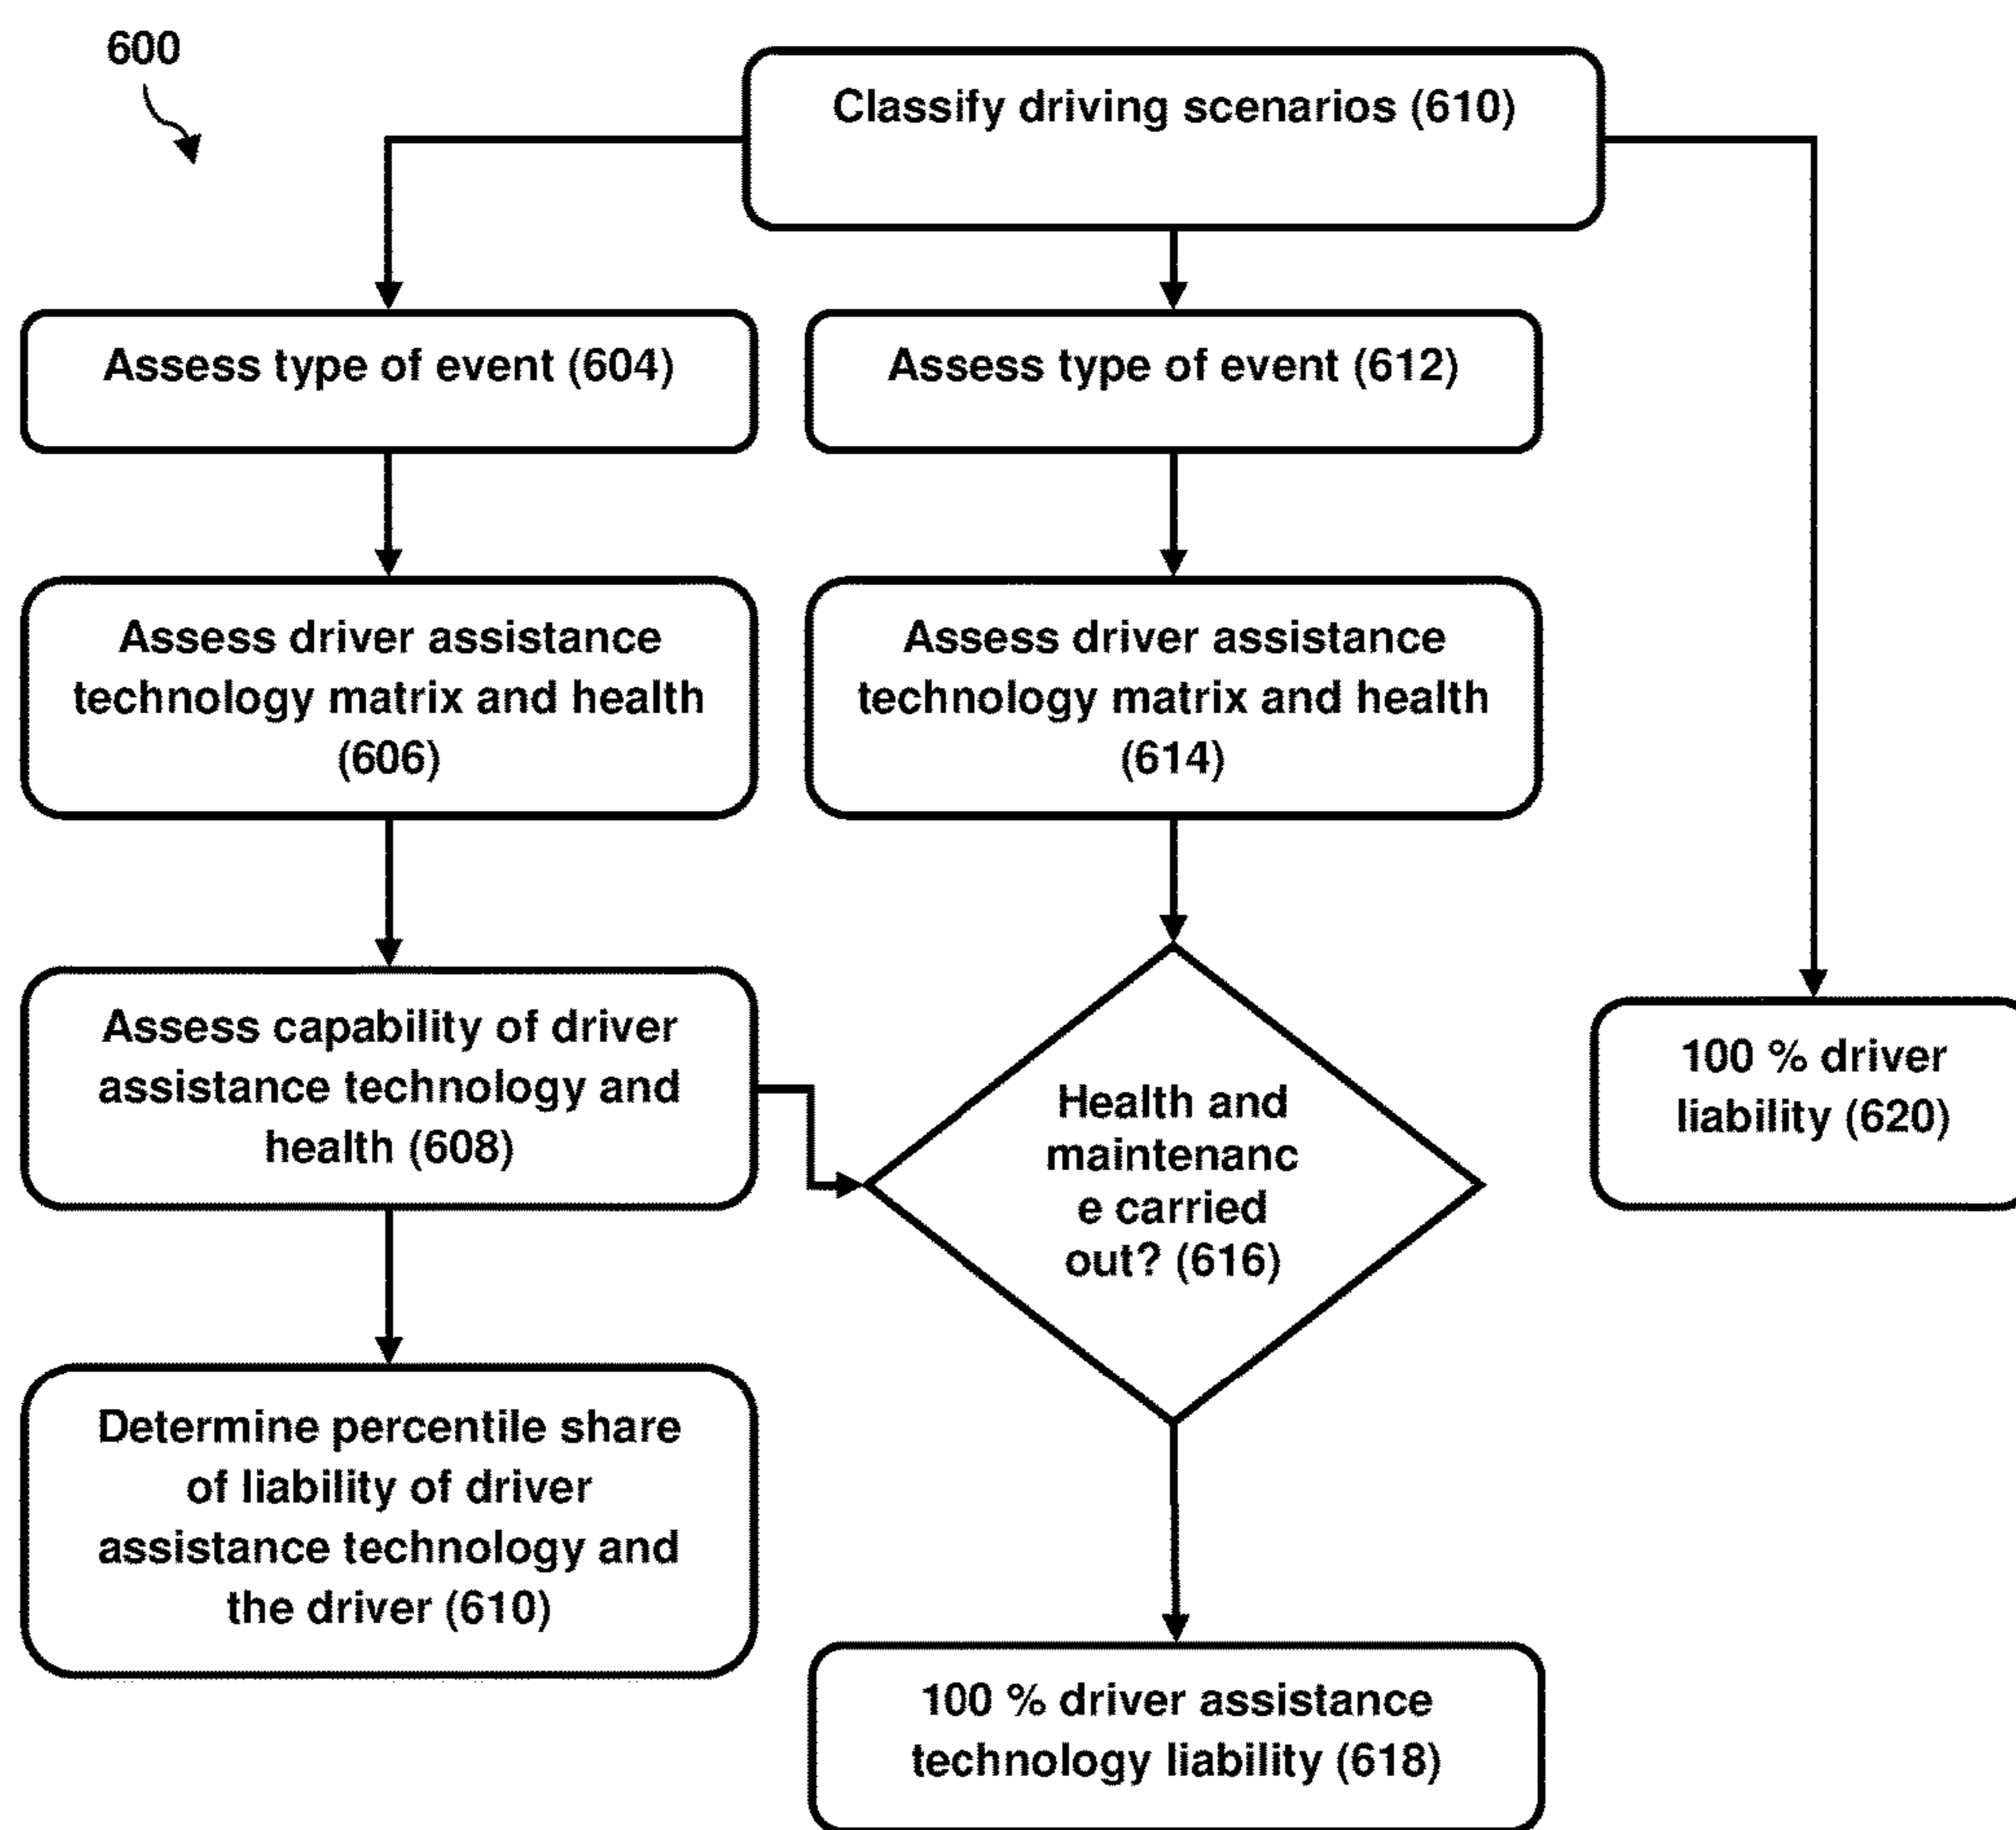 600
Classify driving scenarios (610)
Assess type of event (604)
Assess type of event (612)
Assess driver assistance
technology matrix and health
(606)
Assess driver assistance
technology matrix and health
(614)
Assess capability of driver
assistance technology and
health (608)
Health and
maintenanc
e carried
out? (616)
100 % driver
liability (620)
Determine percentile share
of liability of driver
assistance technology and
the driver (610)
100 % driver assistance
technology liability (618)